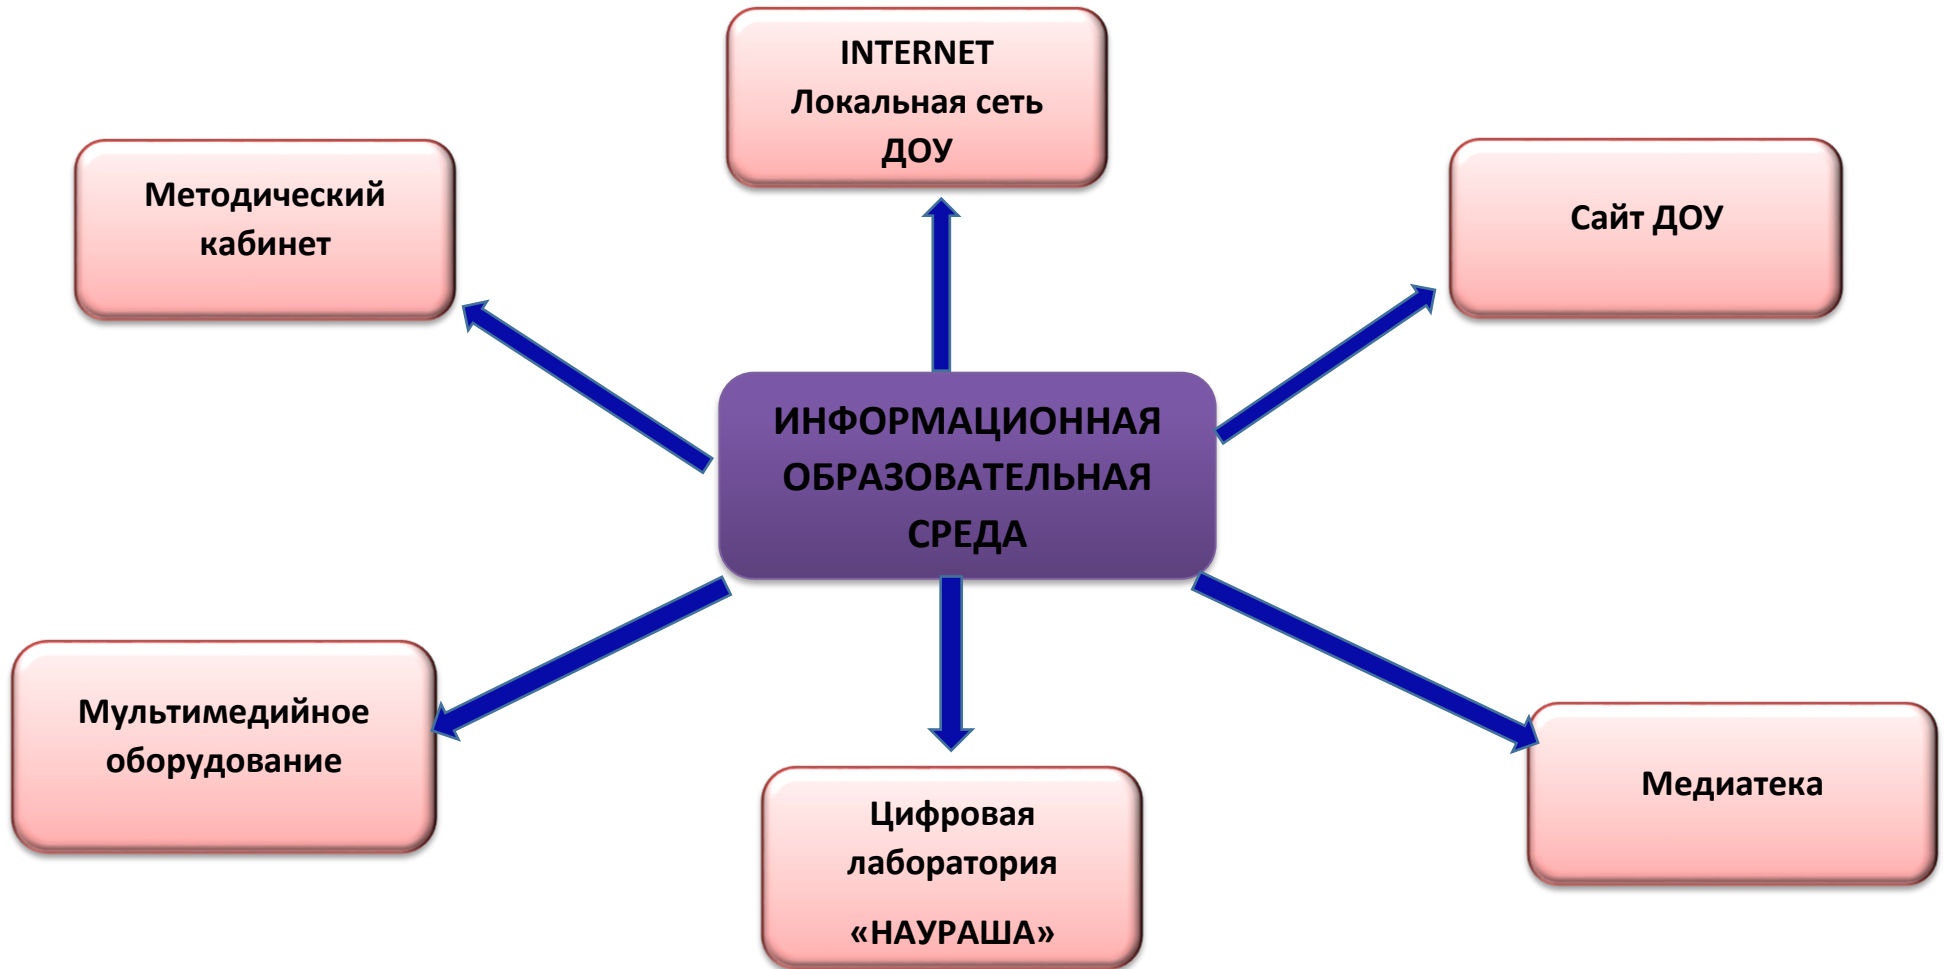 INTERNET
Локальная сеть
ДОУ
Методический
кабинет
Сайт ДОУ
ИНФОРМАЦИОННАЯ
ОБРАЗОВАТЕЛЬНАЯ
СРЕДА
Мультимедийное
оборудование
Цифровая
лаборатория
«НАУРАША»
Медиатека